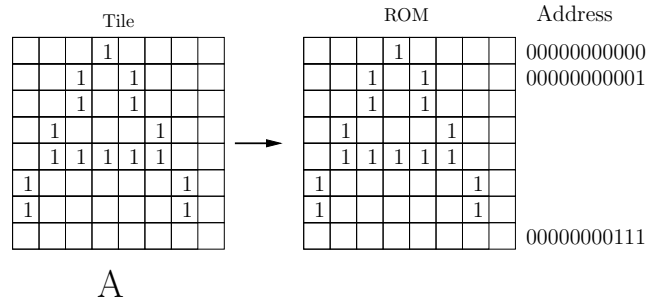 Tile ROM Address
1 1 00000000000
1 1 1 1 00000000001
1 1 1 1
1 1 1 1
1 1 1 1 1 1 1 1 1 1
1 1 1 1
1 1 1 1
00000000111
A